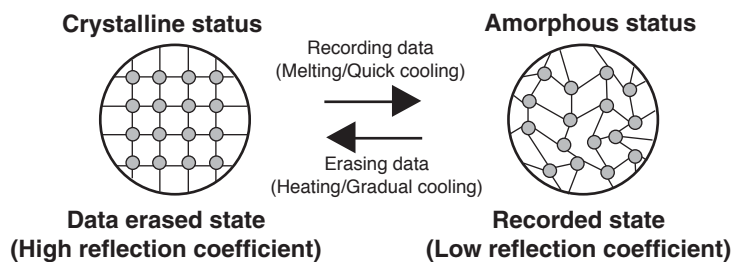 Crystalline status
Amorphous status
Recording data
(Melting/Quick cooling)
Erasing data
(Heating/Gradual cooling)
Data erased state
(High reflection coefficient)
Recorded state
(Low reflection coefficient)